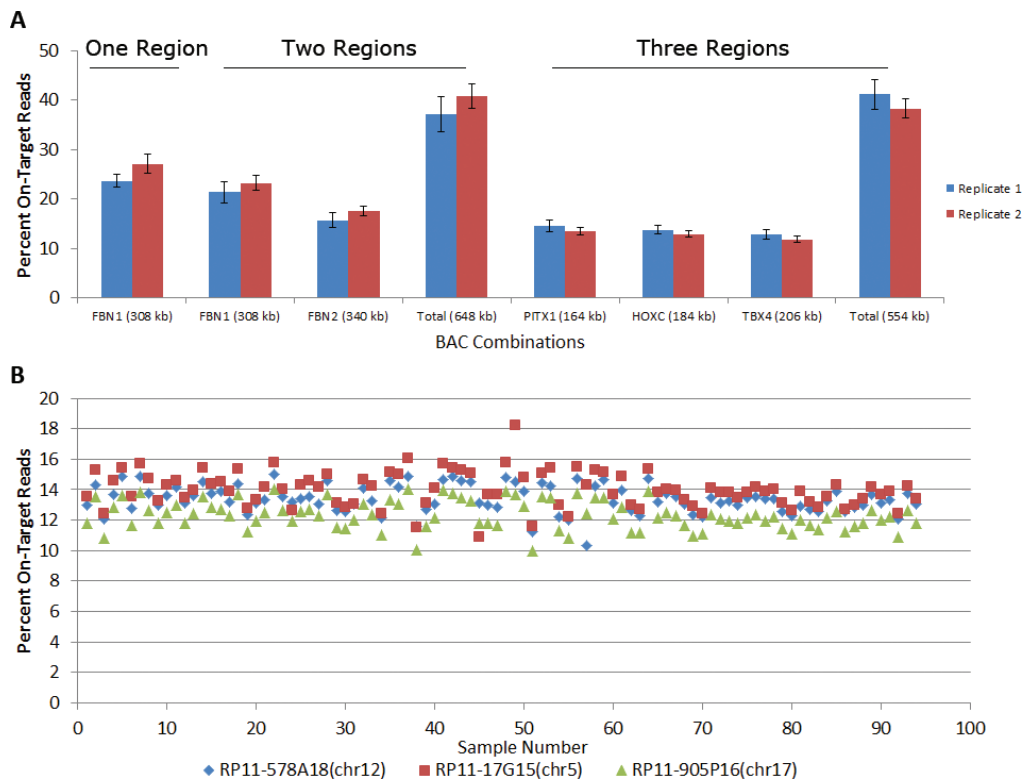 A
One Region
Two Regions
Three Regions
50
40
30
20
10
0
Percent On-Target Reads
FBN1 (308 kb)
FBN1 (308 kb)
FBN2 (340 kb)
Total (648 kb)
PITX1 (164 kb)
HOXC (184 kb)
TBX4 (206 kb)
Total (554 kb)
BAC Combinations
Replicate 1
Replicate 2
B
20
18
16
14
12
10
8
6
4
2
0
Percent On-Target Reads
0
10
20
30
40
50
60
70
80
90
100
Sample Number
RP11-578A18(chr12)
RP11-17G15(chr5)
RP11-905P16(chr17)